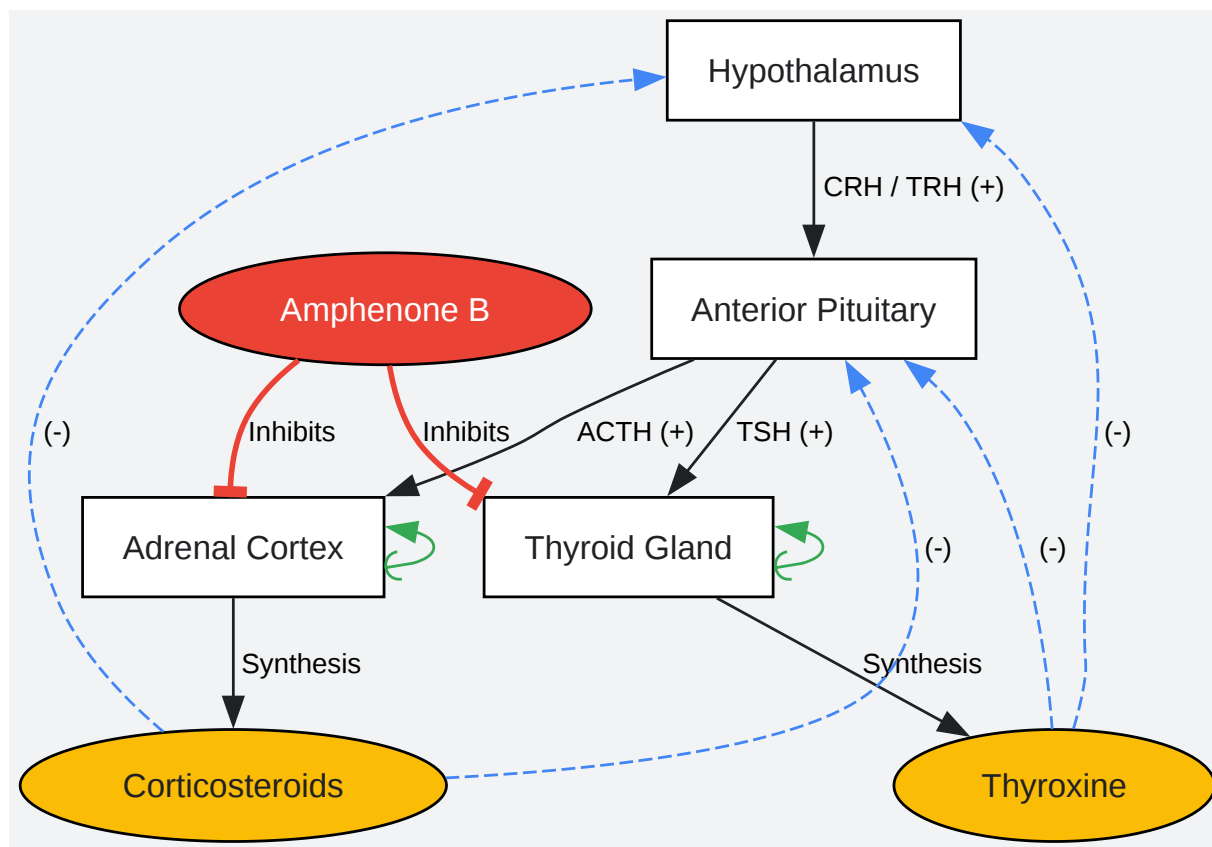 Hypothalamus
CRH / TRH (+)
Amphenone B
Anterior Pituitary
(-)
Inhibits
Inhibits
ACTH (+)
TSH (+)
(-)
Adrenal Cortex
Thyroid Gland
(-)
(-)
Synthesis
Synthesis
Corticosteroids
Thyroxine